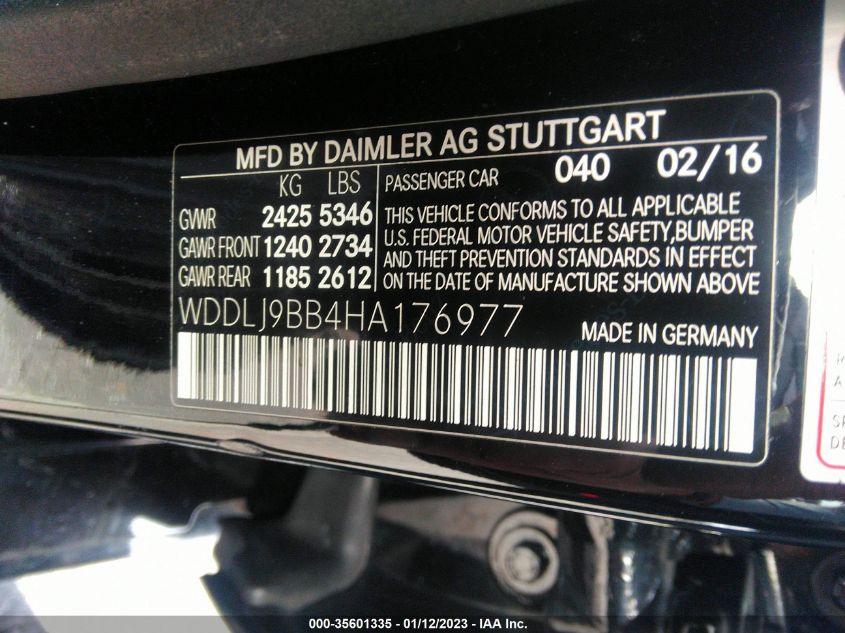 MFD BY DAIMLER AG STUTTGART
KG LBS
GVWR 2425 5346
GAWR FRONT 1240 2734
GAWR REAR 1185 2612
PASSENGER CAR 040 02/16
THIS VEHICLE CONFORMS TO ALL APPLICABLE
U.S. FEDERAL MOTOR VEHICLE SAFETY,BUMPER
AND THEFT PREVENTION STANDARDS IN EFFECT
ON THE DATE OF MANUFACTURE SHOWN ABOVE
WDDLJ9BB4HA176977
MADE IN GERMANY
000-35601335 - 01/12/2023 - IAA Inc.